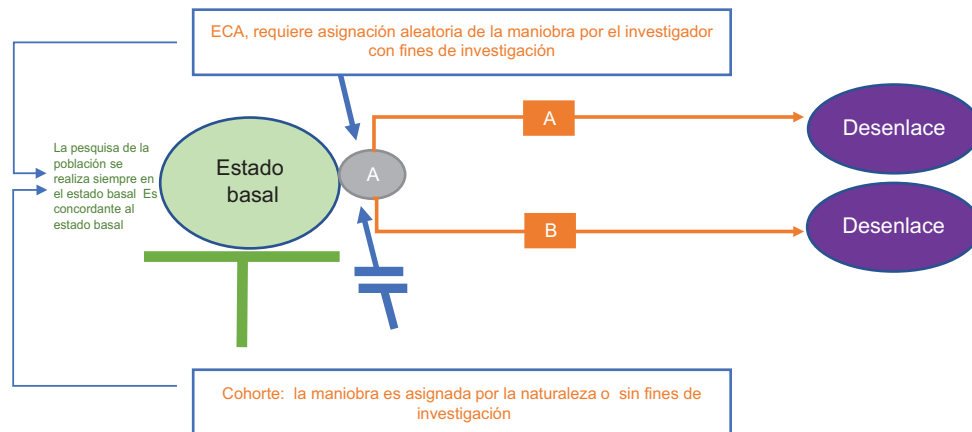 ECA, requiere asignación aleatoria de la maniobra por el investigador
con fines de investigación
La pesquisa de la
población se
realiza siempre en
el estado basal Es
concordante al
estado basal
Estado
basal
A
A
Desenlace
B
Desenlace
Cohorte: la maniobra es asignada por la naturaleza o sin fines de
investigación